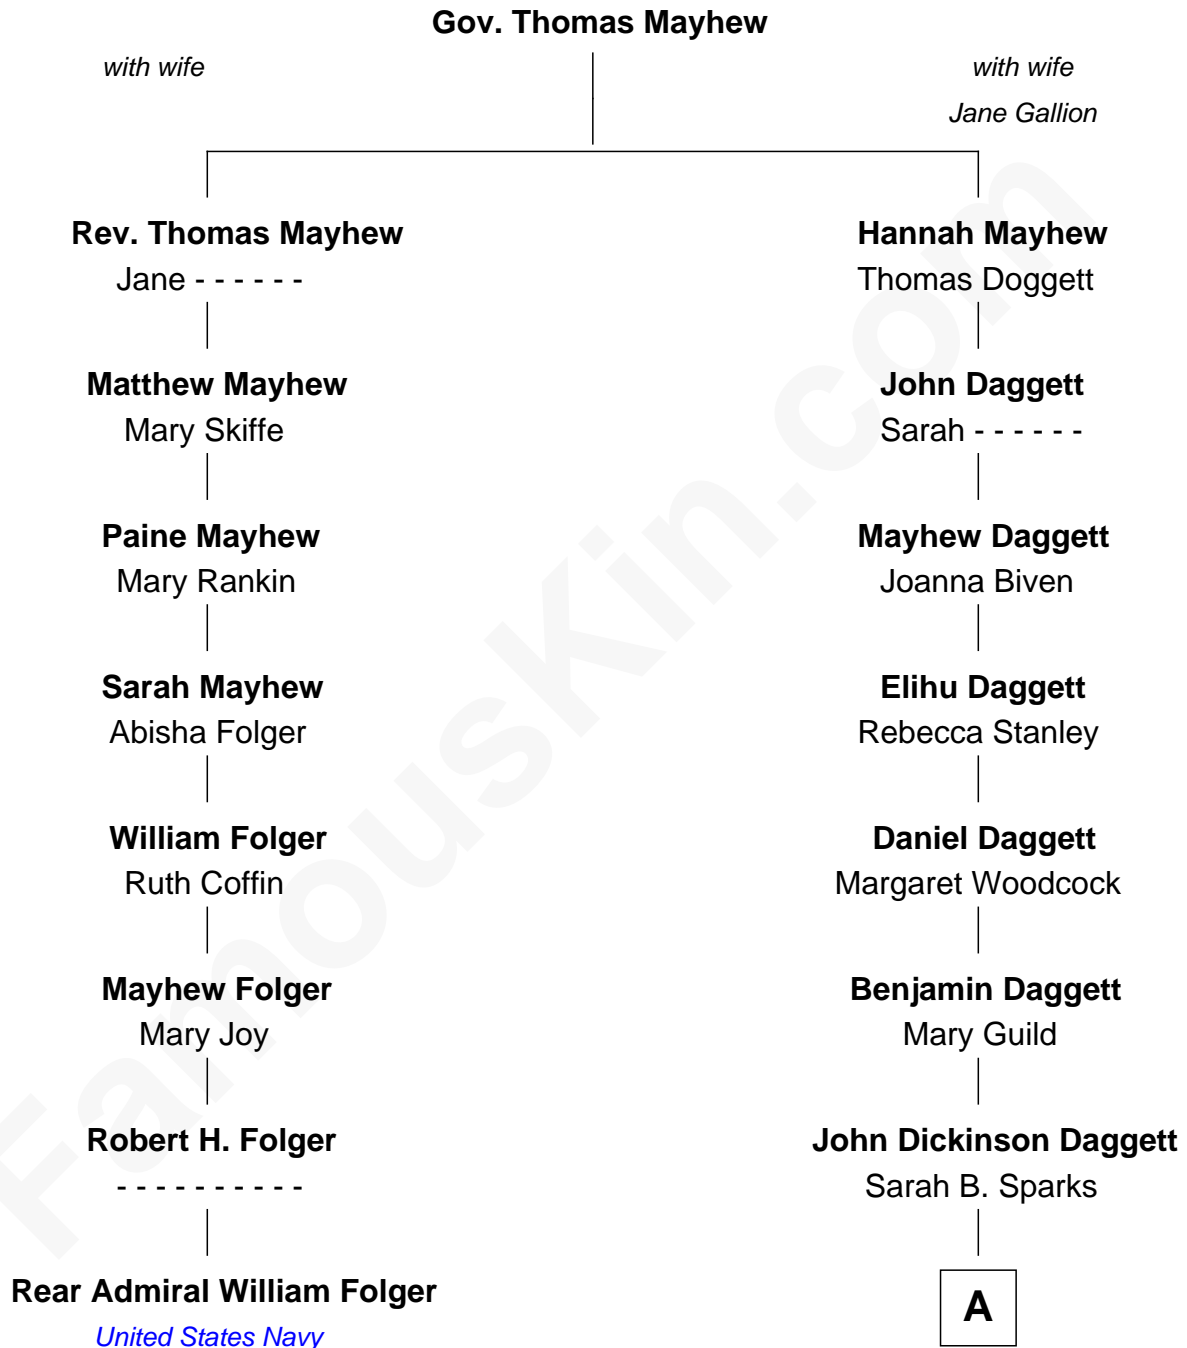 Gov. Thomas Mayhew
with wife
with wife
Jane Gallion
Rev. Thomas Mayhew
Hannah Mayhew
Jane - - - - - -
Thomas Doggett
Matthew Mayhew
John Daggett
Mary Skiffe
Sarah - - - - - -
Paine Mayhew
Mayhew Daggett
Mary Rankin
Joanna Biven
Sarah Mayhew
Elihu Daggett
Abisha Folger
Rebecca Stanley
William Folger
Daniel Daggett
Ruth Coffin
Margaret Woodcock
Mayhew Folger
Benjamin Daggett
Mary Joy
Mary Guild
Robert H. Folger
John Dickinson Daggett
- - - - - - - - - -
Sarah B. Sparks
Rear Admiral William Folger
A
United States Navy
FamousKin.com